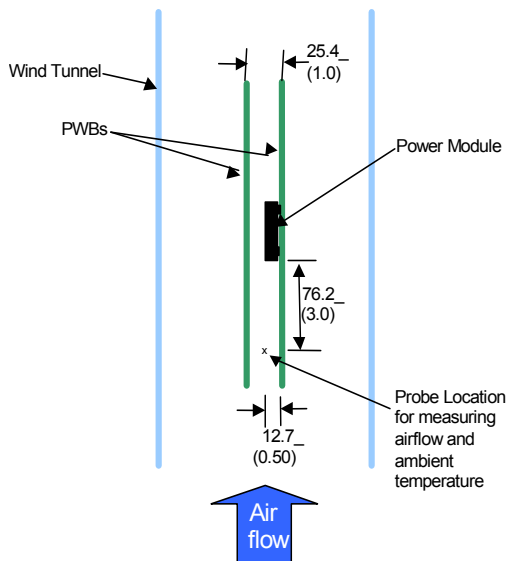 25.4_
(1.0)
Wind Tunnel
PWBs
Power Module
76.2_
(3.0)
x
Probe Location
for measuring
airflow and
ambient
temperature
12.7_
(0.50)
Air
flow